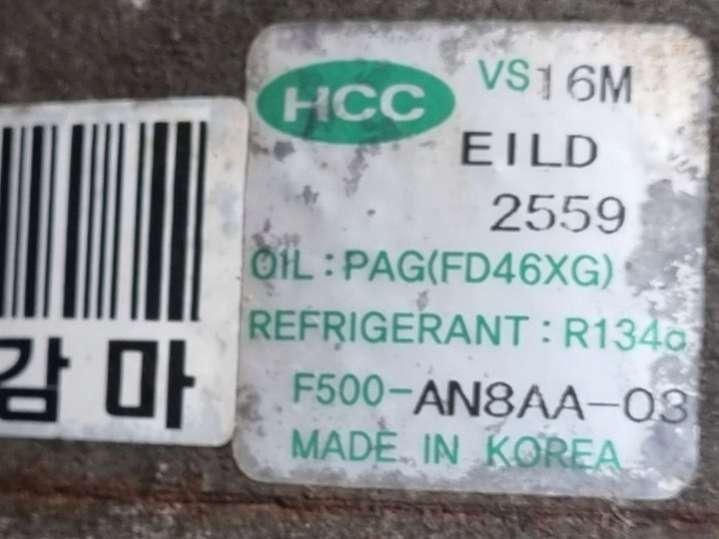 HCC
VS16M
EILD
2559
OIL : PAG(FD46XG)
REFRIGERANT : R134a
F500-AN8AA-03
MADE IN KOREA
감마